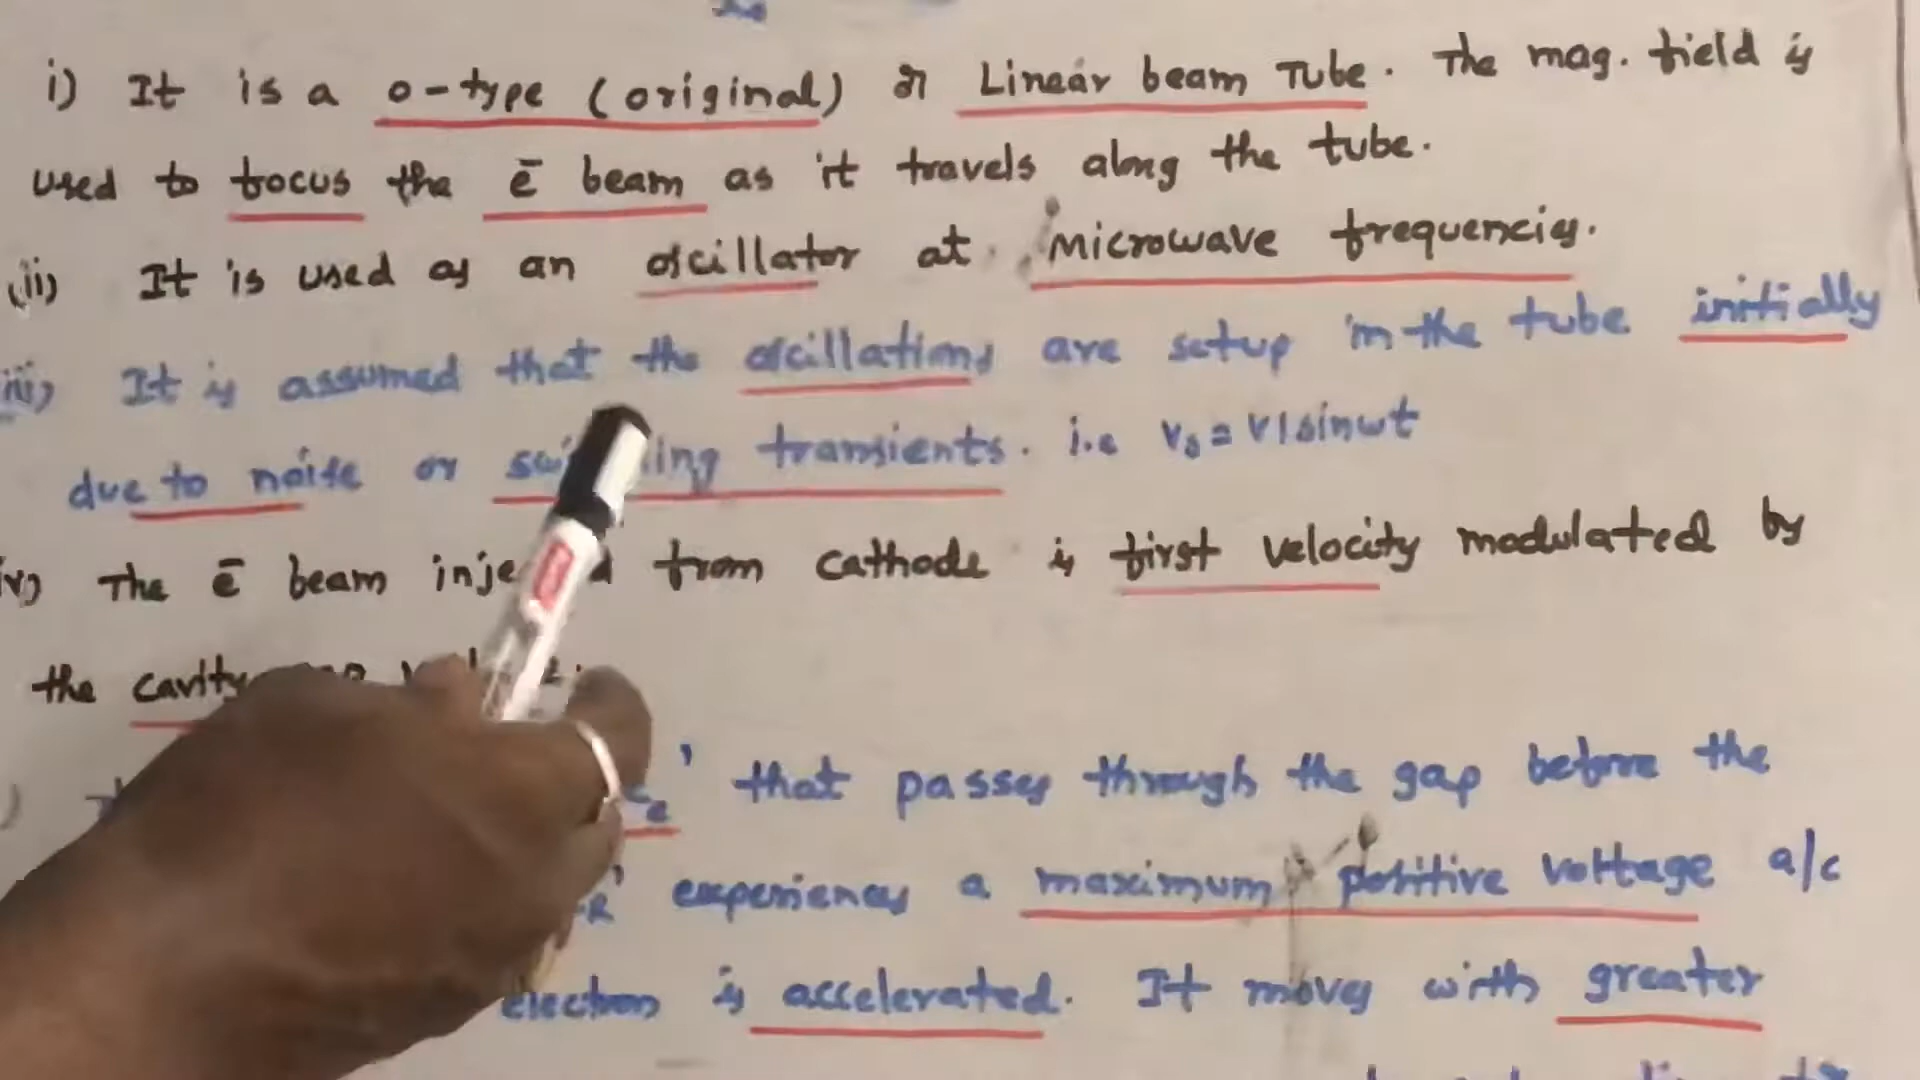 i) It is a o-type (original) or Linear beam Tube. The mag. field is
used to focus the ē beam as it travels along the tube.
(ii) It is used as an oscillator at Microwave frequencies.
iii) It is assumed that the oscillations are setup in the tube initially
due to noise or ing transients. i.e Vs = V1sinwt
iv) The ē beam from cathode is first velocity modulated by
the cavity
' that passes through the gap before the
experiences a maximum positive voltage a/c
electron is accelerated. It moves with greater